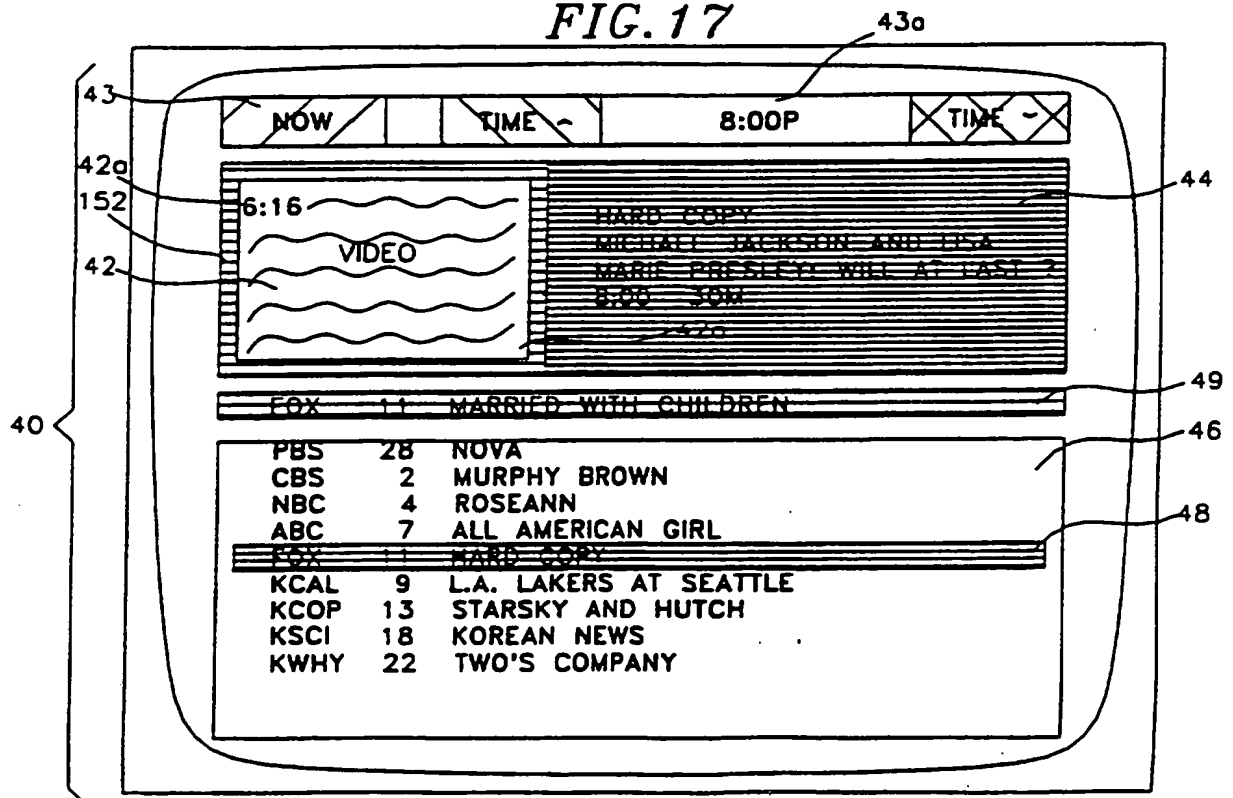 FIG. 17
43a
43
NOW TIME ~ 8:00P TIME ~
42a
152
6:16
VIDEO
42
44
HARD COPY
MICHALL JACKSON AND LISA
MARIE PRESLEY: WILL AT LAST ?
8:00 30M
42a
49
FOX 11 MARRIED WITH CHILDREN
40
46
PBS 28 NOVA
CBS 2 MURPHY BROWN
NBC 4 ROSEANN
ABC 7 ALL AMERICAN GIRL
48
FOX 11 HARD COPY
KCAL 9 L.A. LAKERS AT SEATTLE
KCOP 13 STARSKY AND HUTCH
KSCI 18 KOREAN NEWS
KWHY 22 TWO'S COMPANY